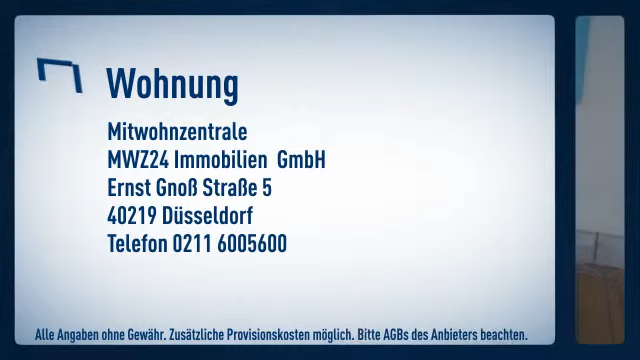 Wohnung
Mitwohnzentrale
MWZ24 Immobilien GmbH
Ernst Gnoß Straße 5
40219 Düsseldorf
Telefon 0211 6005600
Alle Angaben ohne Gewähr. Zusätzliche Provisionskosten möglich. Bitte AGBs des Anbieters beachten.